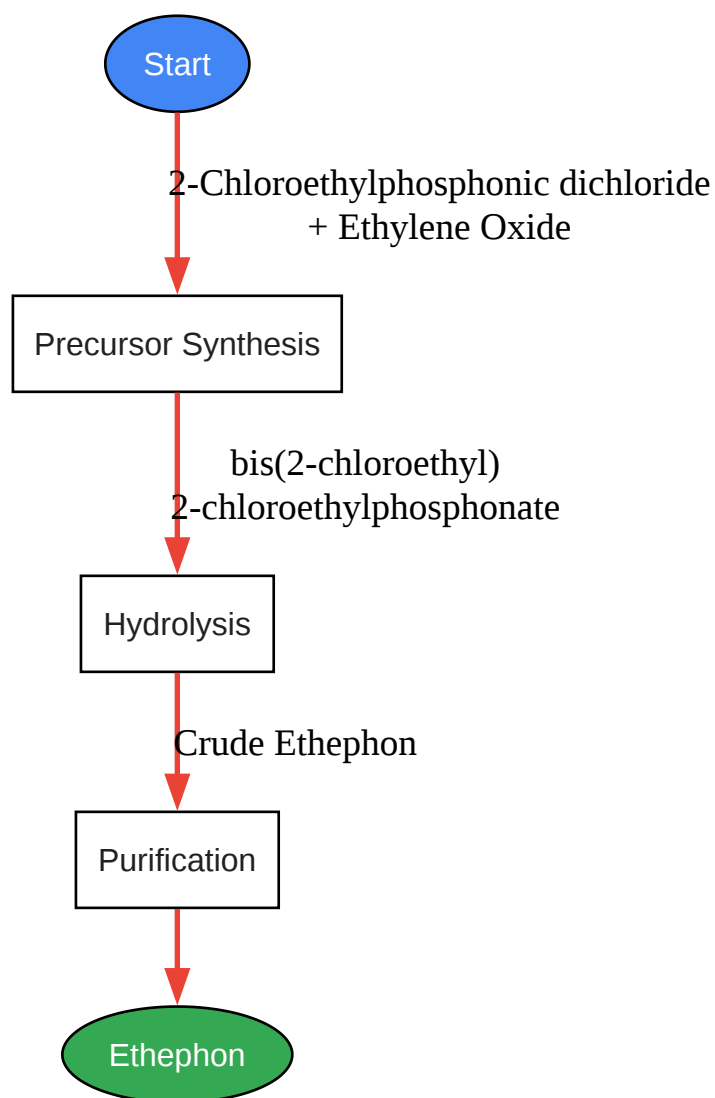 Start
2-Chloroethylphosphonic dichloride
+ Ethylene Oxide
Precursor Synthesis
bis(2-chloroethyl)
2-chloroethylphosphonate
Hydrolysis
Crude Ethephon
Purification
Ethephon